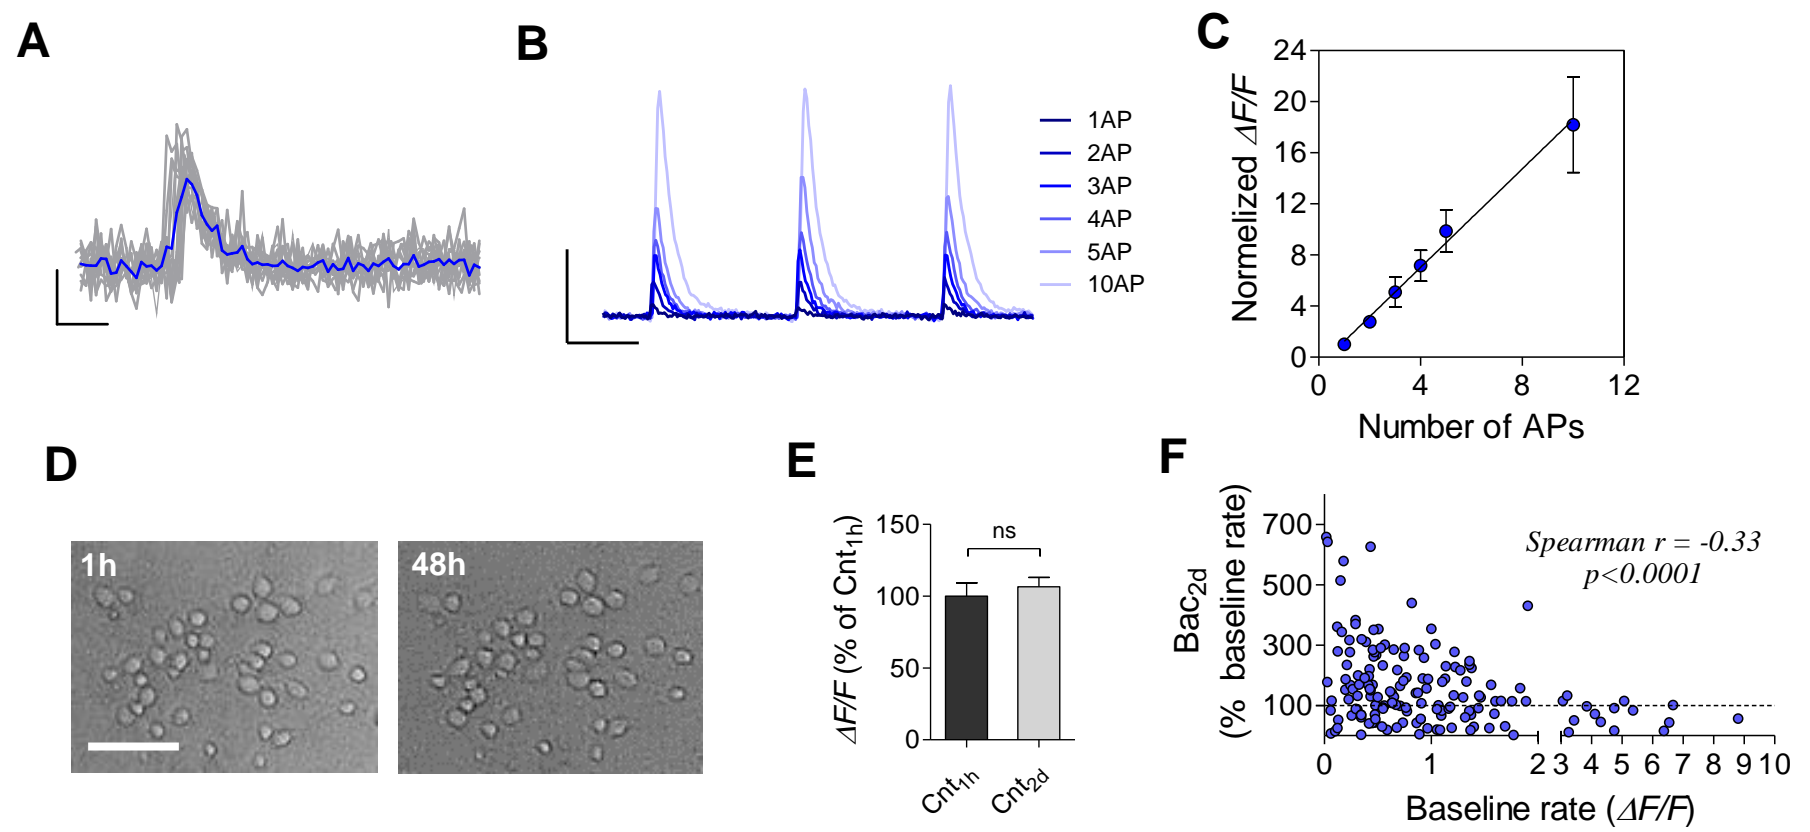 A
B
1AP
2AP
3AP
4AP
5AP
10AP
C
Normelized ΔF/F
24
20
16
12
8
4
0
0 4 8 12
Number of APs
D
1h
48h
E
ΔF/F (% of Cnt1h)
150
100
50
0
ns
Cnt1h
Cnt2d
F
Bac2d
(% baseline rate)
700
500
300
100
Spearman r = -0.33
p<0.0001
0 1 2 3 4 5 6 7 8 9 10
Baseline rate (ΔF/F)